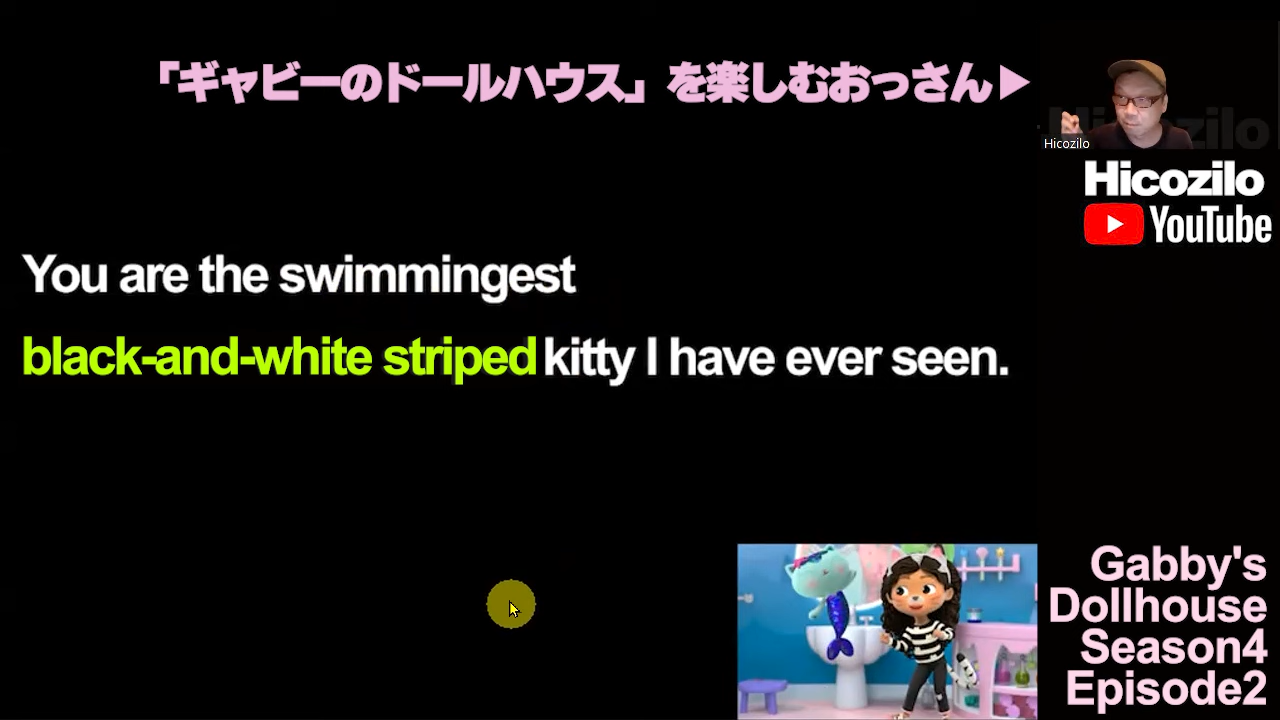 「ギャビーのドールハウス」を楽しむおっさん▶
Hicozilo
Hicozilo
Hicozilo
YouTube
You are the swimmingest
black-and-white striped kitty I have ever seen.
Gabby's
Dollhouse
Season4
Episode2